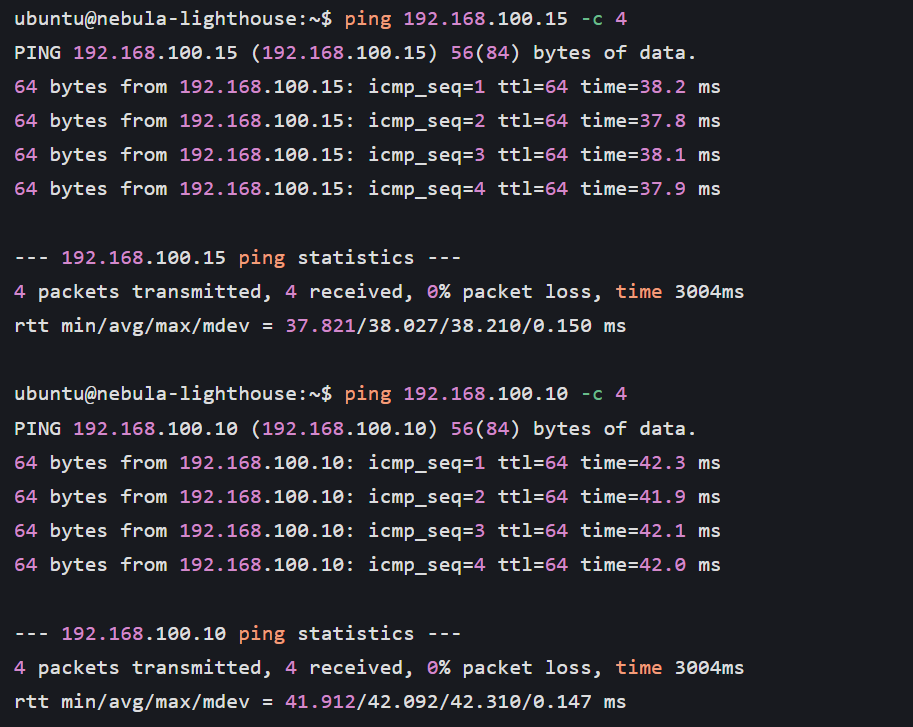 ubuntu@nebula-lighthouse:~$ ping 192.168.100.15 -c 4
PING 192.168.100.15 (192.168.100.15) 56(84) bytes of data.
64 bytes from 192.168.100.15: icmp_seq=1 ttl=64 time=38.2 ms
64 bytes from 192.168.100.15: icmp_seq=2 ttl=64 time=37.8 ms
64 bytes from 192.168.100.15: icmp_seq=3 ttl=64 time=38.1 ms
64 bytes from 192.168.100.15: icmp_seq=4 ttl=64 time=37.9 ms
--- 192.168.100.15 ping statistics ---
4 packets transmitted, 4 received, 0% packet loss, time 3004ms
rtt min/avg/max/mdev = 37.821/38.027/38.210/0.150 ms
ubuntu@nebula-lighthouse:~$ ping 192.168.100.10 -c 4
PING 192.168.100.10 (192.168.100.10) 56(84) bytes of data.
64 bytes from 192.168.100.10: icmp_seq=1 ttl=64 time=42.3 ms
64 bytes from 192.168.100.10: icmp_seq=2 ttl=64 time=41.9 ms
64 bytes from 192.168.100.10: icmp_seq=3 ttl=64 time=42.1 ms
64 bytes from 192.168.100.10: icmp_seq=4 ttl=64 time=42.0 ms
--- 192.168.100.10 ping statistics ---
4 packets transmitted, 4 received, 0% packet loss, time 3004ms
rtt min/avg/max/mdev = 41.912/42.092/42.310/0.147 ms